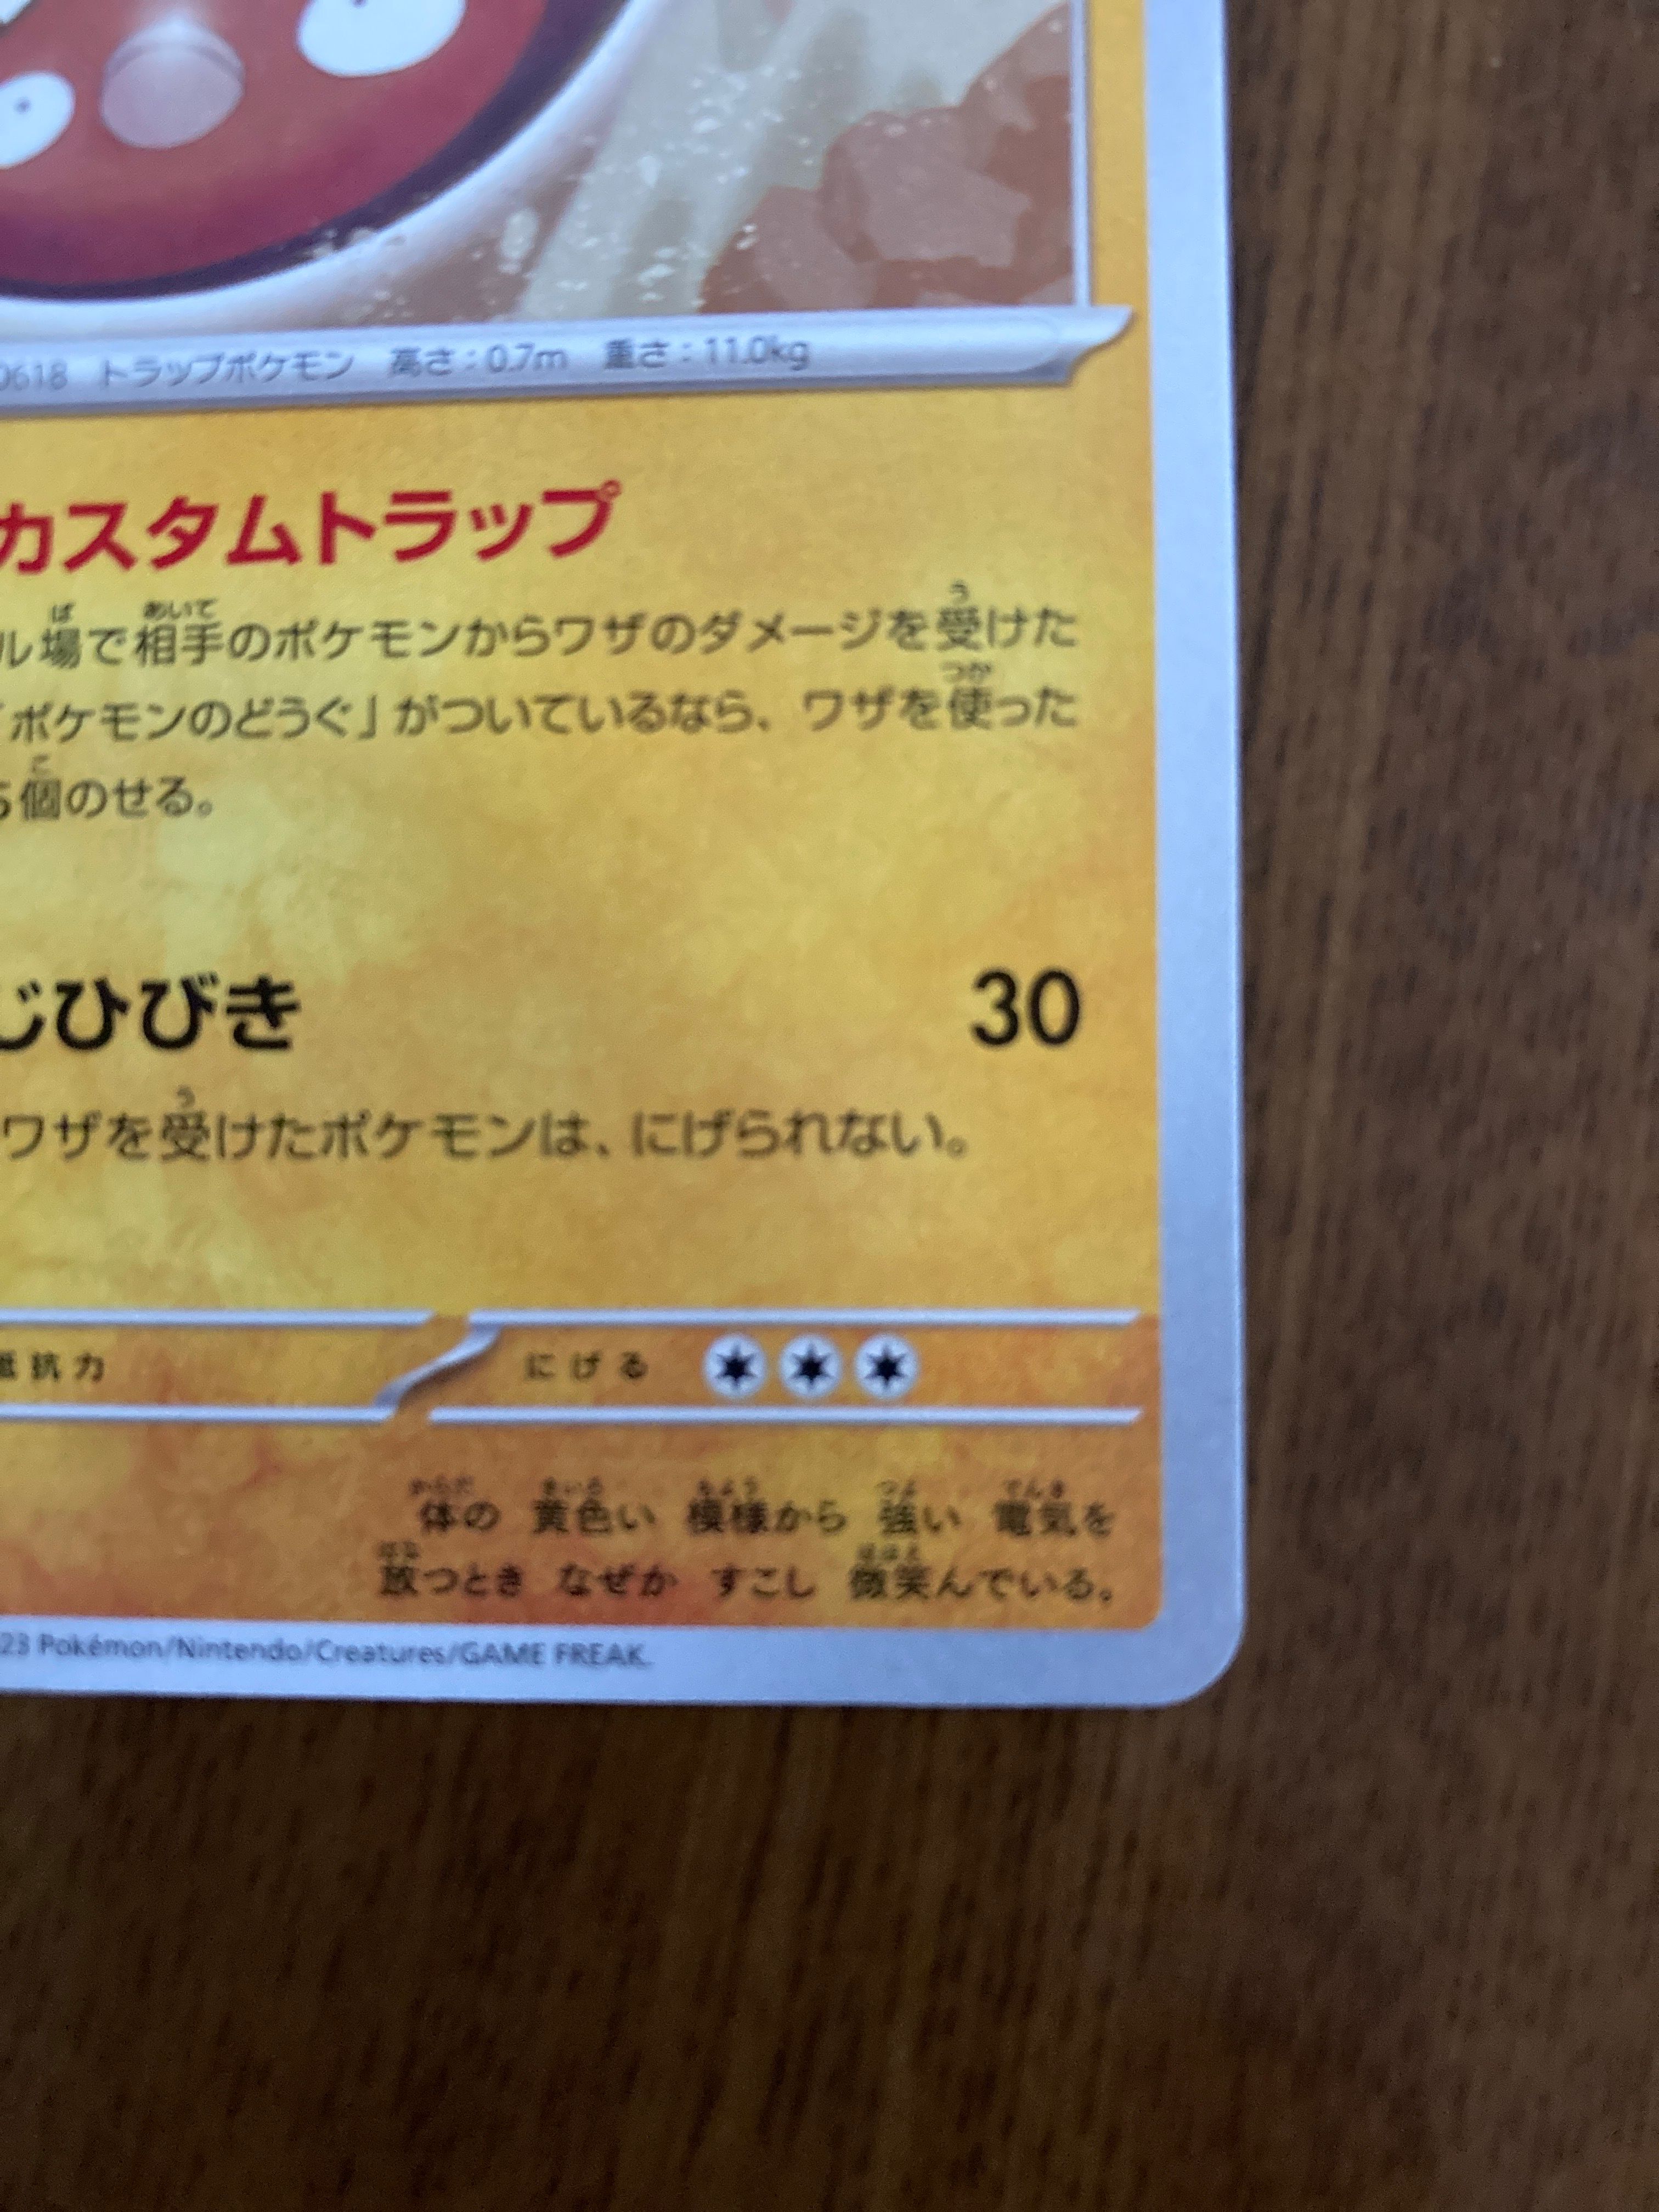 0618 トラップポケモン 高さ:0.7m 重さ:11.0kg
カスタムトラップ
ル場で相手のポケモンからワザのダメージを受けた
「ポケモンのどうぐ」がついているなら、ワザを使った
個のせる。
じひびき 30
ワザを受けたポケモンは、にげられない。
抵抗力 にげる
体の 黄色い 模様から 強い 電気を
放つとき なぜか すこし 微笑んでいる。
23 Pokémon/Nintendo/Creatures/GAME FREAK.